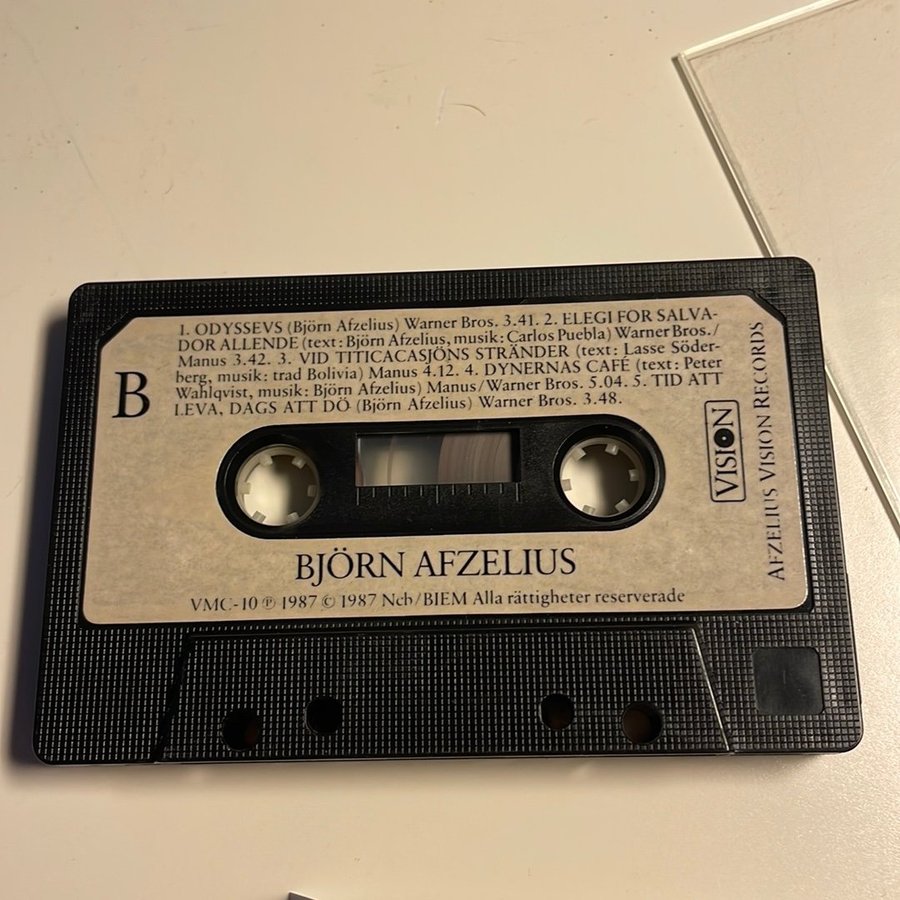 1. ODYSSEVS (Björn Afzelius) Warner Bros. 3.41. 2. ELEGI FOR SALVA-
DOR ALLENDE (text: Björn Afzelius, musik: Carlos Puebla) Warner Bros./
Manus 3.42. 3. VID TITICACASJÖNS STRÄNDER (text: Lasse Söder-
berg, musik: trad Bolivia) Manus 4.12. 4. DYNERNAS CAFÉ (text: Peter
Wahlqvist, musik: Björn Afzelius) Manus/Warner Bros. 5.04. 5. TID ATT
LEVA, DAGS ATT DÖ (Björn Afzelius) Warner Bros. 3.48.
B
VISION
AFZELIUS VISION RECORDS
BJÖRN AFZELIUS
VMC-10 ℗ 1987 © 1987 Ncb/BIEM Alla rättigheter reserverade